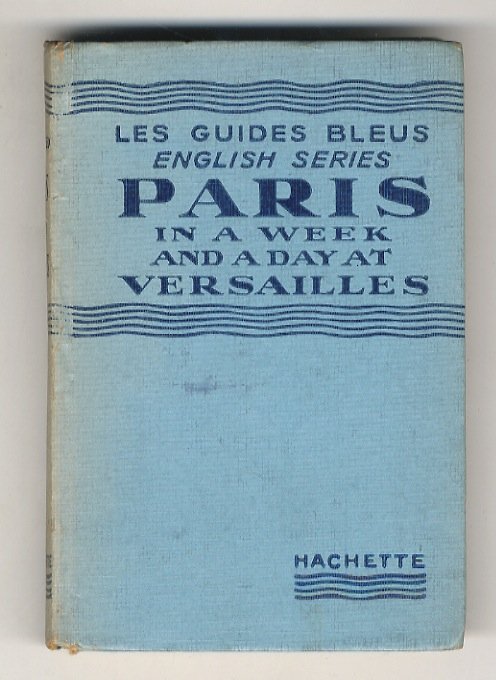 LES GUIDES BLEUS
ENGLISH SERIES
PARIS
IN A WEEK
AND A DAY AT
VERSAILLES
HACHETTE